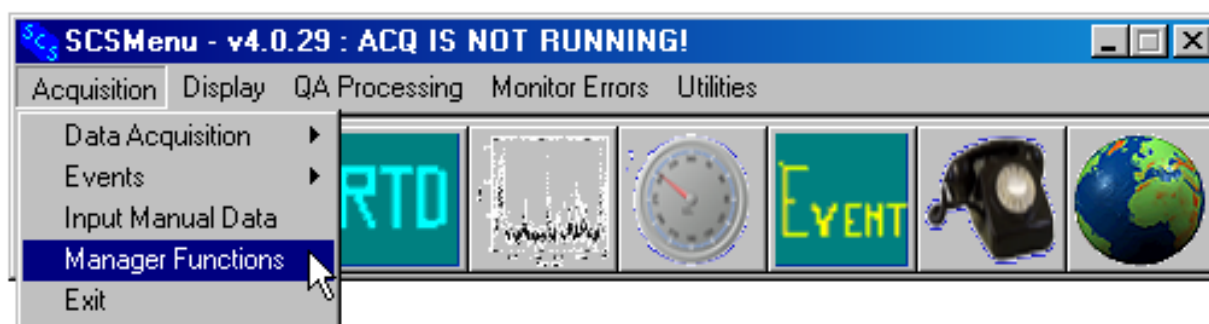 SCS SCSMenu - v4.0.29 : ACQ IS NOT RUNNING!
Acquisition Display QA Processing Monitor Errors Utilities
Data Acquisition
Events
Input Manual Data
Manager Functions
Exit
RTD
EVENT